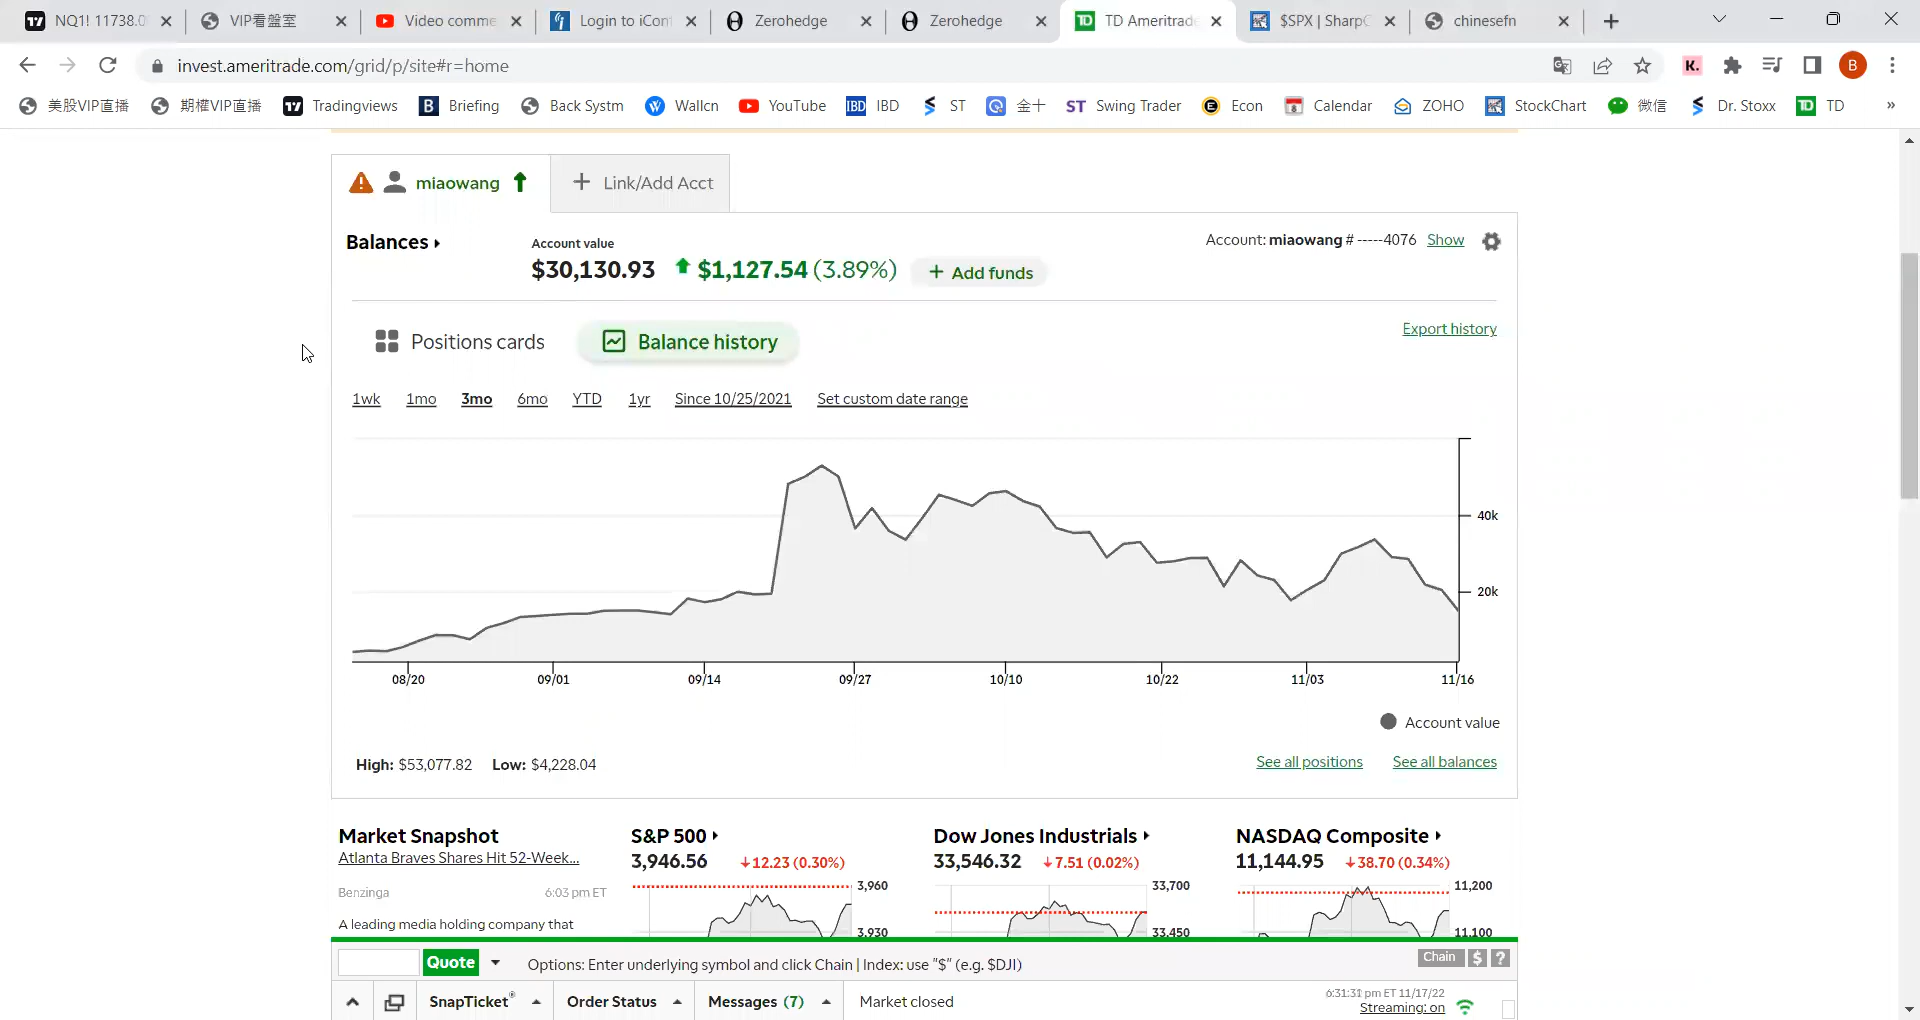 NQ1! 11738.0
VIP看盤室
Video comme
Login to iCon
Zerohedge
Zerohedge
TD Ameritrade
$SPX | SharpC
chinesefn
invest.ameritrade.com/grid/p/site#r=home
K.
B
美股VIP直播
期權VIP直播
Tradingviews
Briefing
Back Systm
Wallcn
YouTube
IBD
ST
金十
Swing Trader
Econ
Calendar
ZOHO
StockChart
微信
Dr. Stoxx
TD
»
miaowang
+ Link/Add Acct
Balances
Account value
$30,130.93 $1,127.54 (3.89%) + Add funds
Account: miaowang # -----4076 Show
Positions cards
Balance history
Export history
1wk 1mo 3mo 6mo YTD 1yr Since 10/25/2021 Set custom date range
40k
20k
08/20 09/01 09/14 09/27 10/10 10/22 11/03 11/16
Account value
High: $53,077.82 Low: $4,228.04
See all positions See all balances
Market Snapshot
Atlanta Braves Shares Hit 52-Week...
Benzinga 6:03 pm ET
A leading media holding company that
S&P 500
3,946.56 12.23 (0.30%)
3,960
3,930
Dow Jones Industrials
33,546.32 7.51 (0.02%)
33,700
33,450
NASDAQ Composite
11,144.95 38.70 (0.34%)
11,200
11,100
Quote
Options: Enter underlying symbol and click Chain | Index: use "$" (e.g. $DJI)
Chain $ ?
SnapTicket®
Order Status
Messages (7)
Market closed
6:31:31 pm ET 11/17/22
Streaming: on